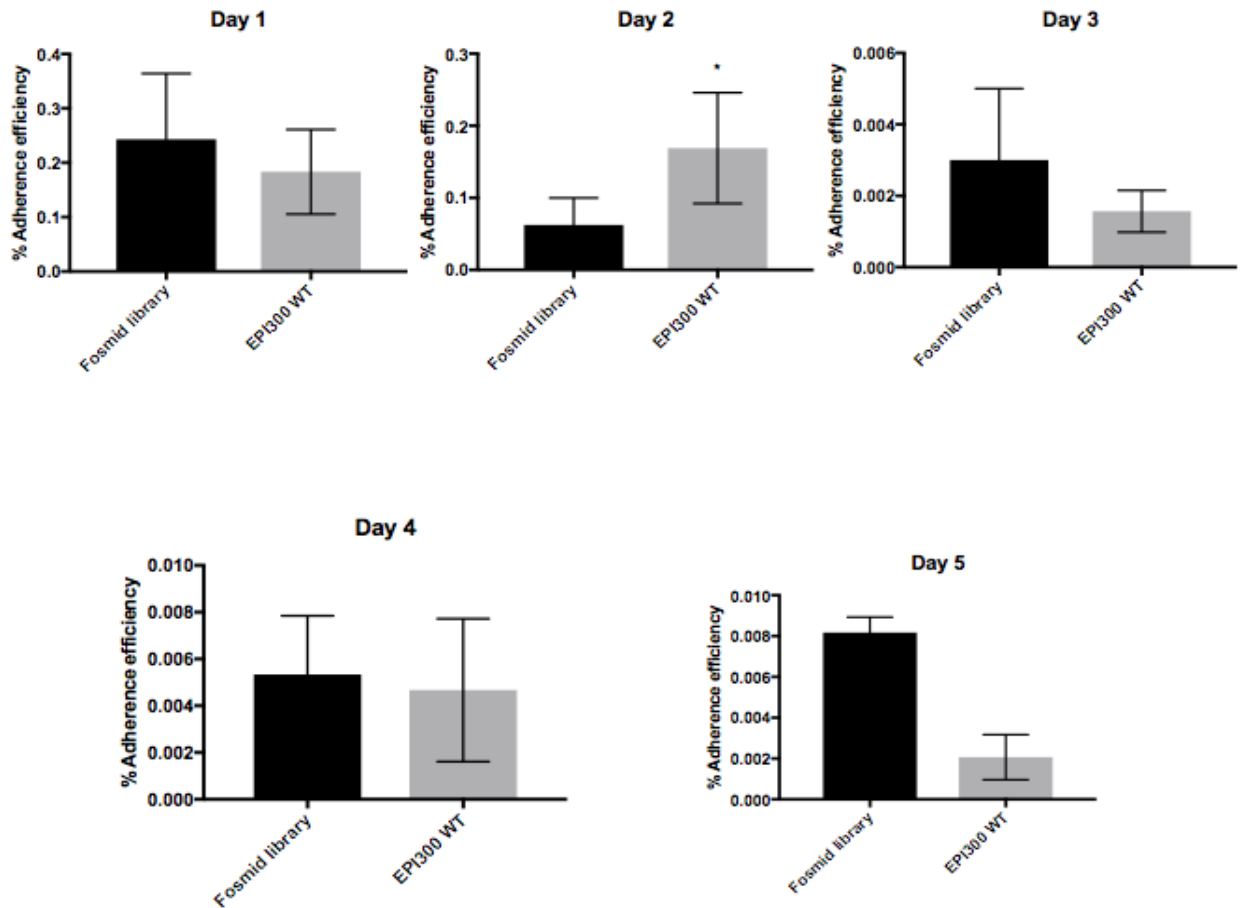 Day 1
% Adherence efficiency
0.4
0.3
0.2
0.1
0.0
Fosmid library
EPI300 WT
Day 2
% Adherence efficiency
0.3
0.2
0.1
0.0
*
Fosmid library
EPI300 WT
Day 3
% Adherence efficiency
0.006
0.004
0.002
0.000
Fosmid library
EPI300 WT
Day 4
% Adherence efficiency
0.010
0.008
0.006
0.004
0.002
0.000
Fosmid library
EPI300 WT
Day 5
% Adherence efficiency
0.010
0.008
0.006
0.004
0.002
0.000
Fosmid library
EPI300 WT